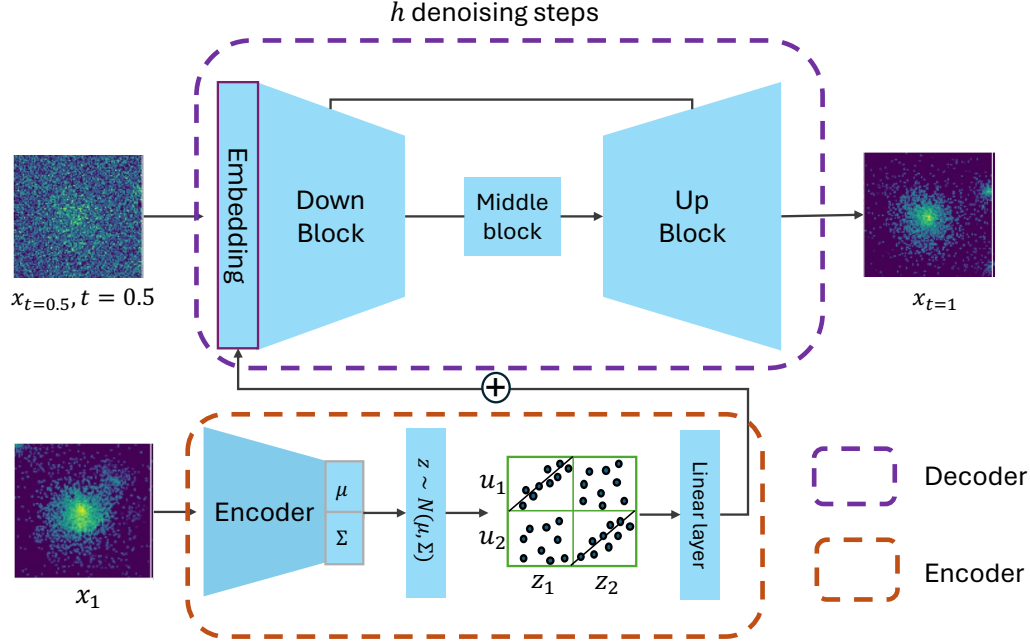 h denoising steps
Embedding
Down
Block
Middle
block
Up
Block
x_{t=0.5}, t = 0.5
x_{t=1}
+
Encoder
μ
Σ
z ~ N(μ, Σ)
u_1
u_2
z_1 z_2
Linear layer
x_1
Decoder
Encoder